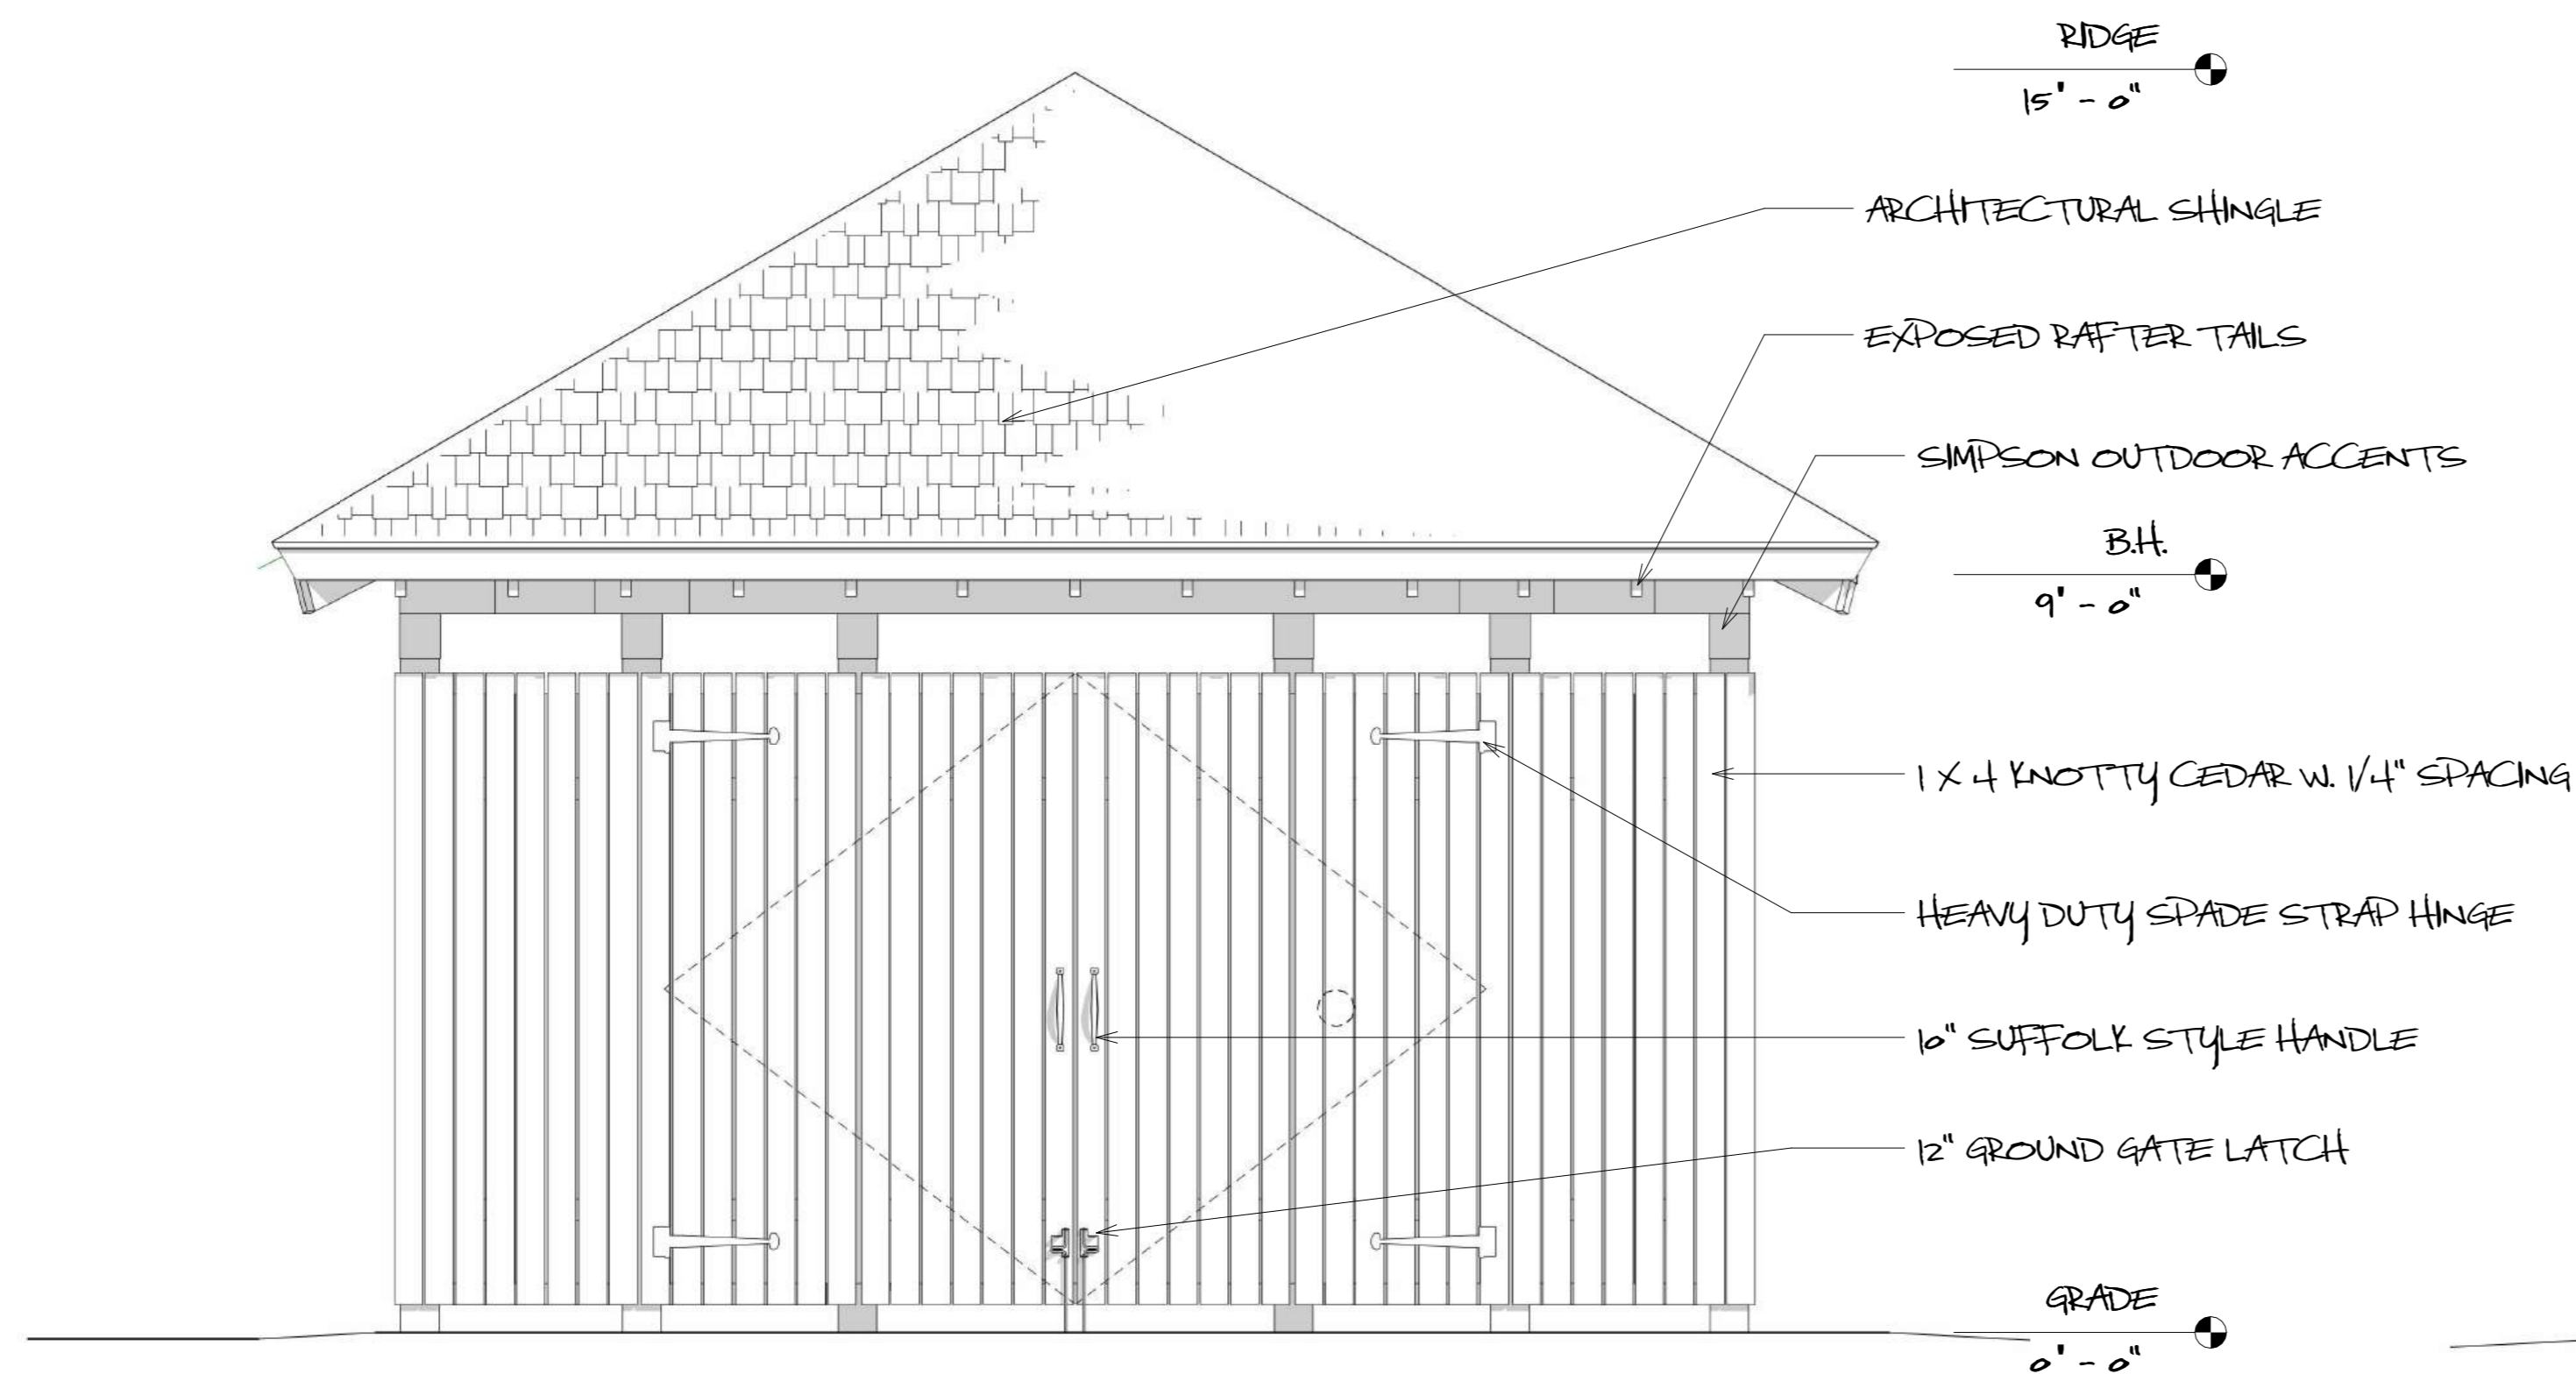 RIDGE
15' - 0"
ARCHITECTURAL SHINGLE
EXPOSED RAFTER TAILS
SIMPSON OUTDOOR ACCENTS
B.H.
9' - 0"
1 X 4 KNOTTY CEDAR W. 1/4" SPACING
HEAVY DUTY SPADE STRAP HINGE
10" SUFFOLK STYLE HANDLE
12" GROUND GATE LATCH
GRADE
0' - 0"